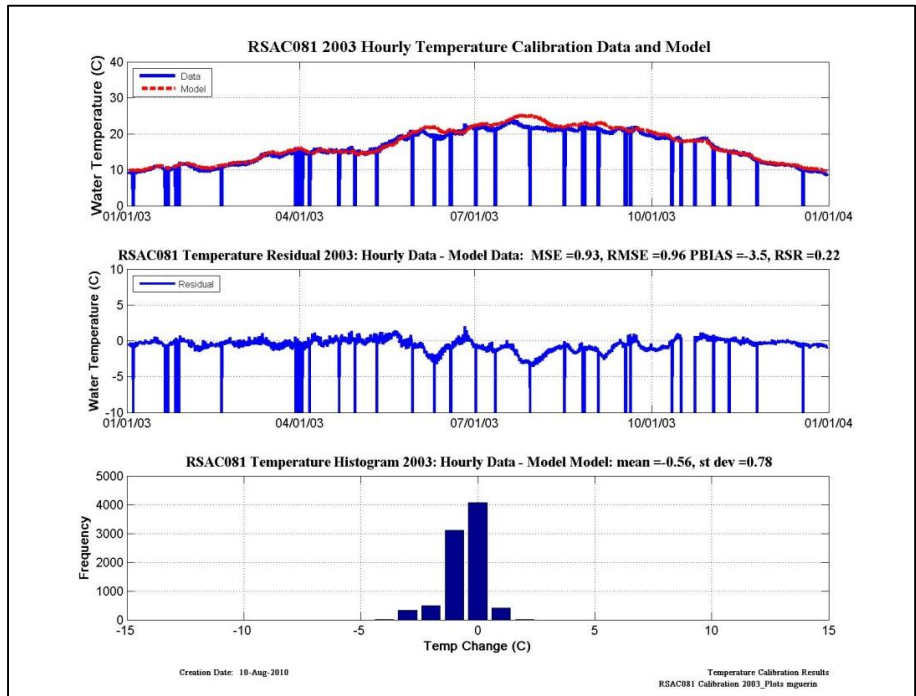 RSAC081 2003 Hourly Temperature Calibration Data and Model
Water Temperature (C)
40
30
20
10
0
Data
Model
01/01/03
04/01/03
07/01/03
10/01/03
01/01/04
RSAC081 Temperature Residual 2003: Hourly Data - Model Data: MSE =0.93, RMSE =0.96 PBIAS =-3.5, RSR =0.22
Water Temperature (C)
10
5
0
-5
-10
Residual
01/01/03
04/01/03
07/01/03
10/01/03
01/01/04
RSAC081 Temperature Histogram 2003: Hourly Data - Model Model: mean =-0.56, st dev =0.78
Frequency
5000
4000
3000
2000
1000
0
-15
-10
-5
0
5
10
15
Temp Change (C)
Creation Date: 10-Aug-2010
Temperature Calibration Results
RSAC081 Calibration 2003_Plots mguerin